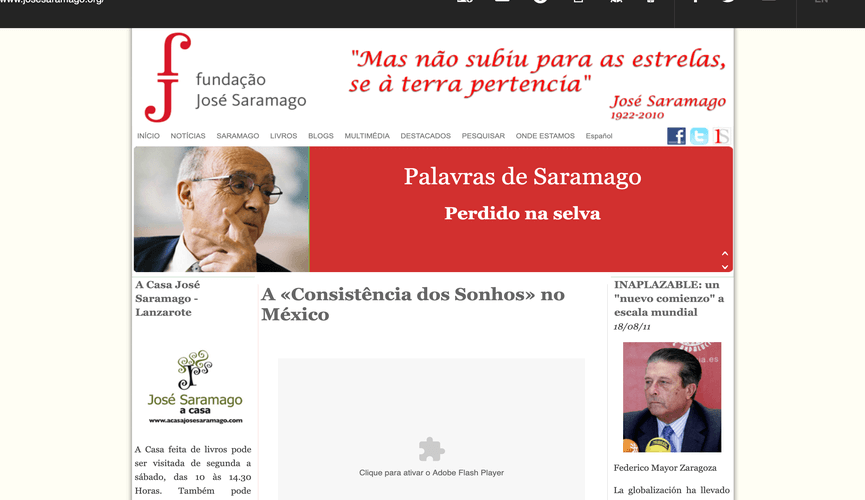 www.josesaramago.org/
EN
fundação
José Saramago
"Mas não subiu para as estrelas,
se à terra pertencia"
José Saramago
1922-2010
INÍCIO NOTÍCIAS SARAMAGO LIVROS BLOGS MULTIMÉDIA DESTACADOS PESQUISAR ONDE ESTAMOS Español
Palavras de Saramago
Perdido na selva
A Casa José
Saramago -
Lanzarote
José Saramago
a casa
www.acasajosesaramago.com
A Casa feita de livros pode
ser visitada de segunda a
sábado, das 10 às 14.30
Horas. Também pode
A «Consistência dos Sonhos» no
México
Clique para ativar o Adobe Flash Player
INAPLAZABLE: un
"nuevo comienzo" a
escala mundial
18/08/11
Federico Mayor Zaragoza
La globalización ha llevado